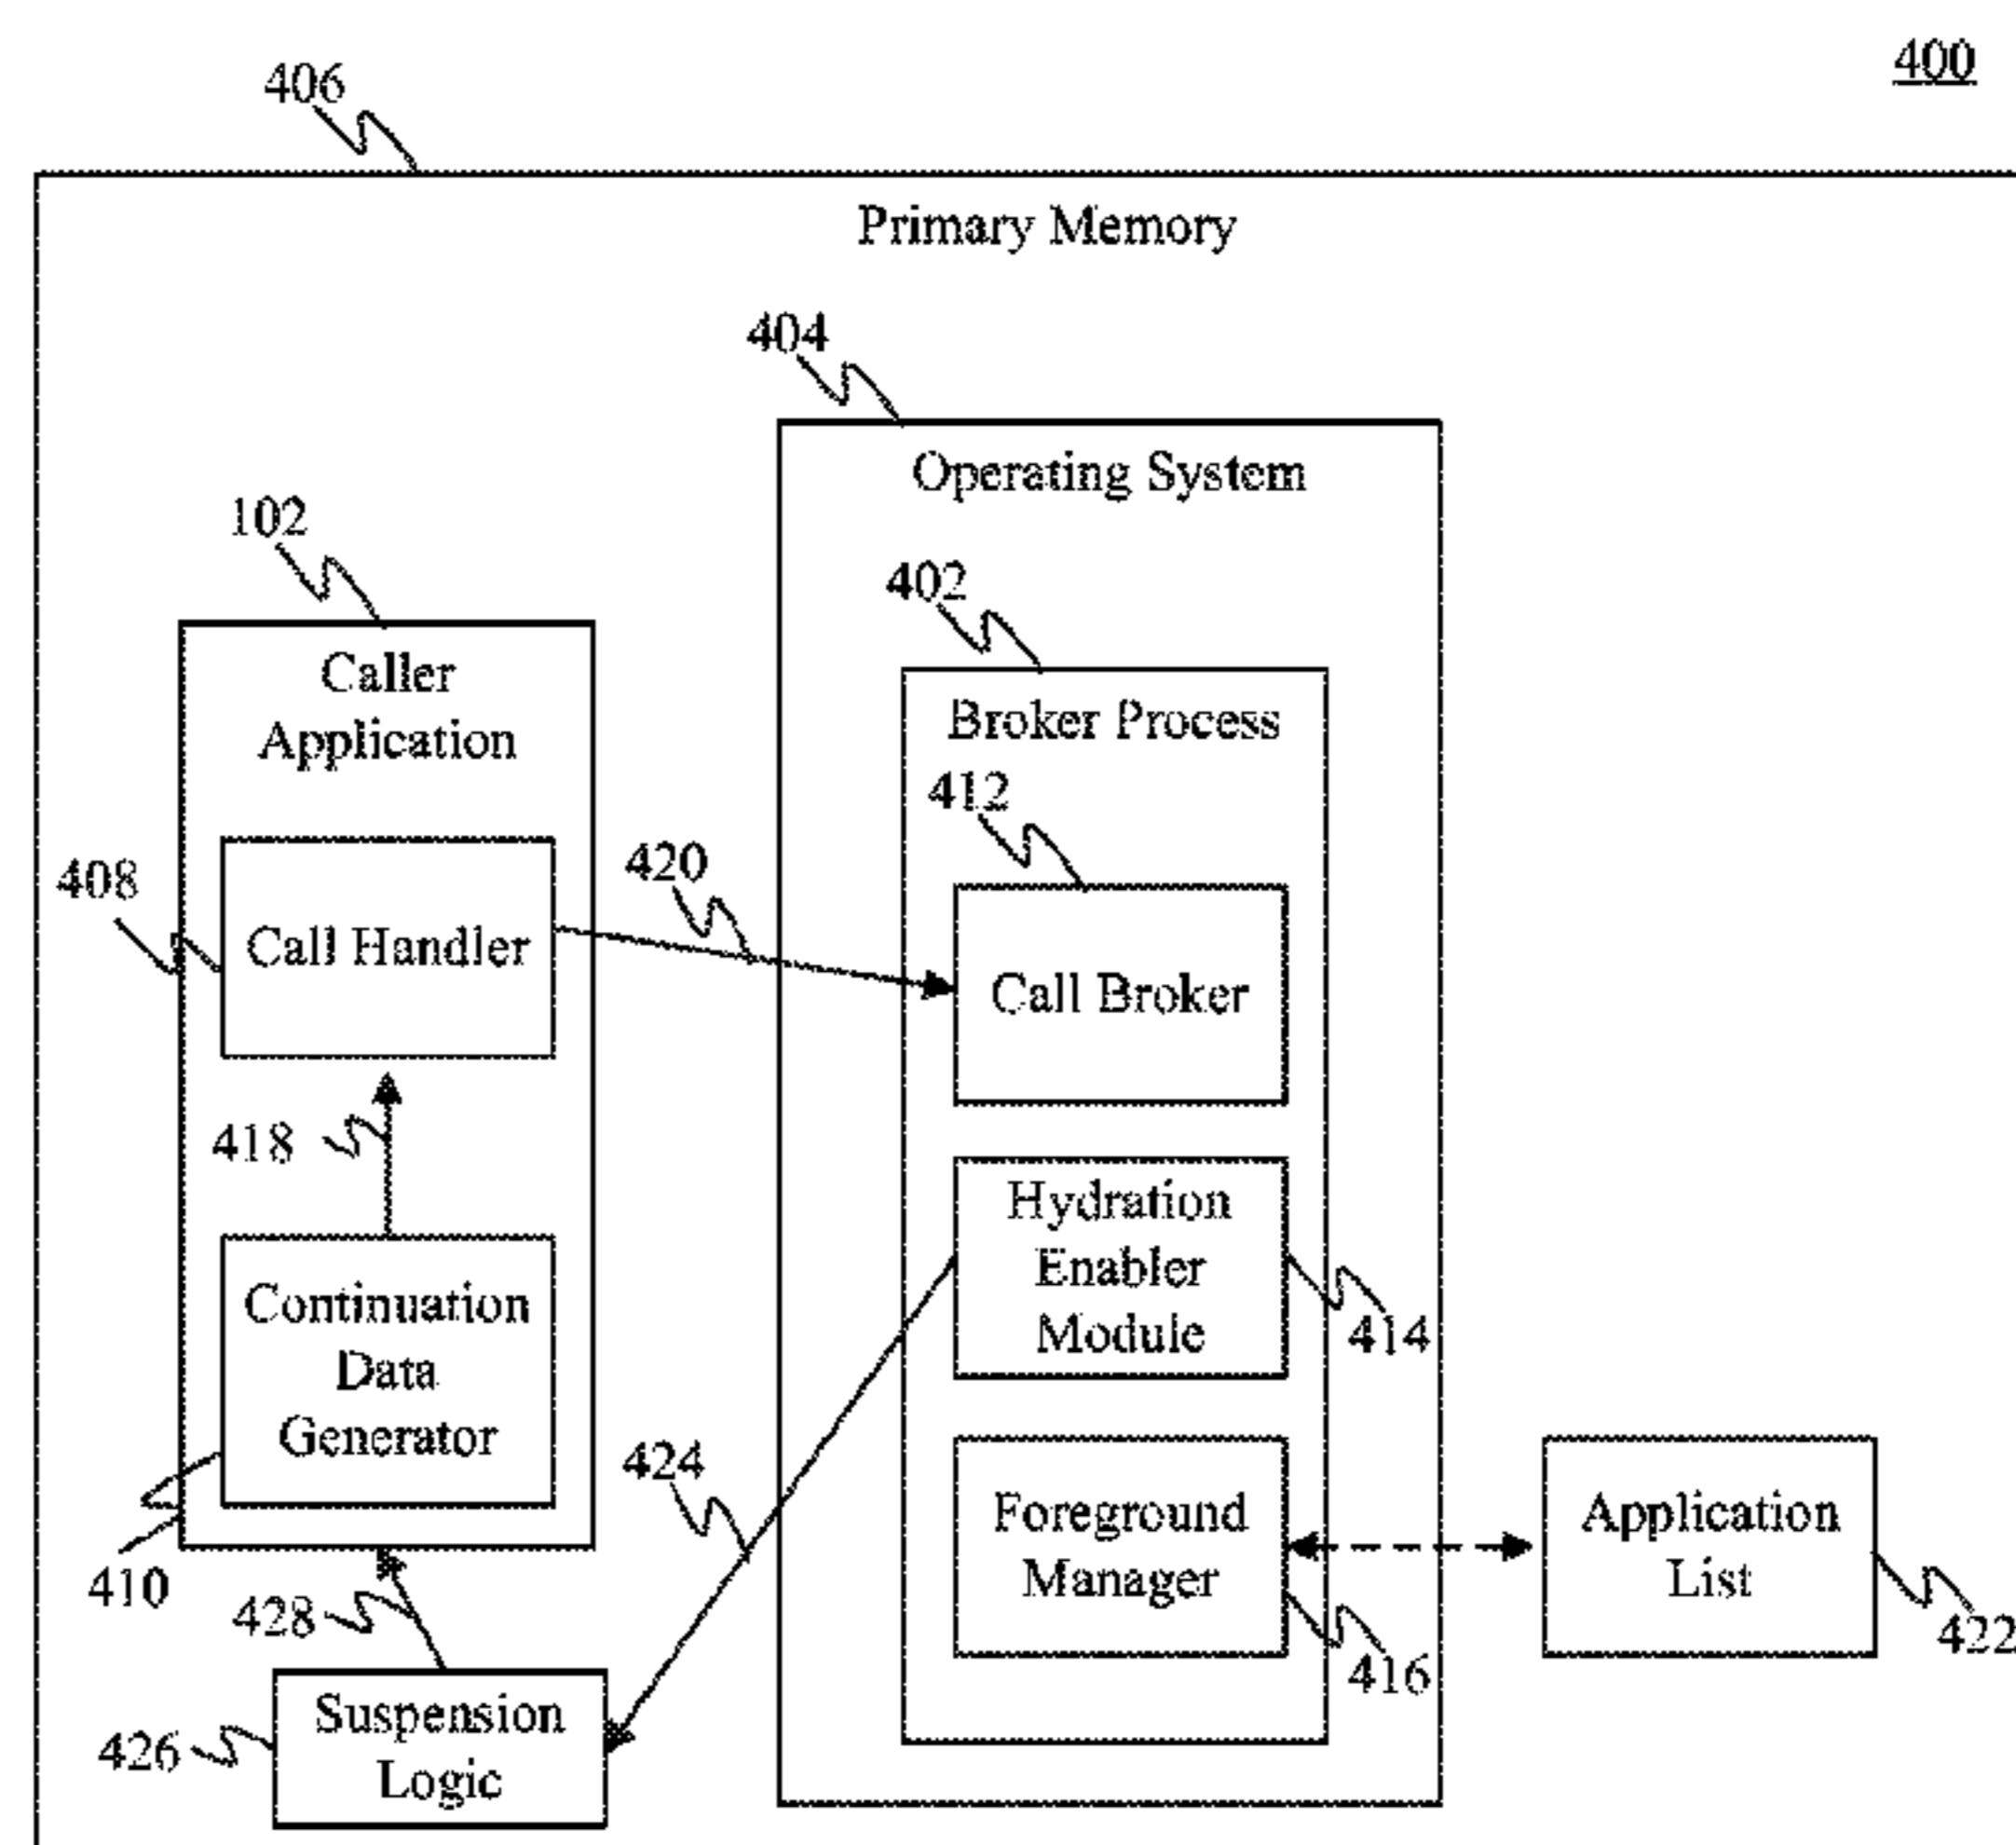 400
406
Primary Memory
404
Operating System
102
402
Caller
Application
Broker Process
412
420
408
Call Handler
Call Broker
418
Hydration
Enabler
Module
414
Continuation
Data
Generator
424
Foreground
Manager
Application
List
410
428
416
422
Suspension
Logic
426